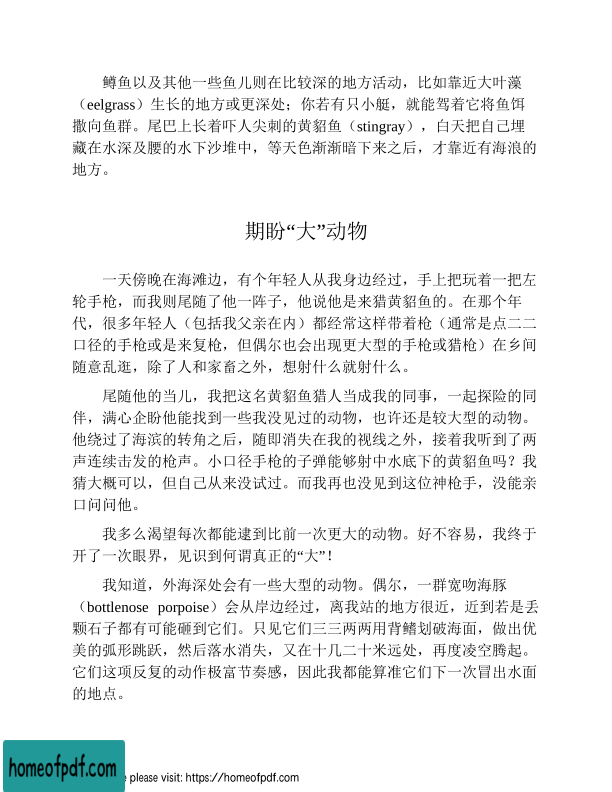 鳟鱼以及其他一些鱼儿则在比较深的地方活动，比如靠近大叶藻
（eelgrass）生长的地方或更深处；你若有只小艇，就能驾着它将鱼饵
撒向鱼群。尾巴上长着吓人尖刺的黄貂鱼（stingray），白天把自己埋
藏在水深及腰的水下沙堆中，等天色渐渐暗下来之后，才靠近有海浪的
地方。
期盼“大”动物
一天傍晚在海滩边，有个年轻人从我身边经过，手上把玩着一把左
轮手枪，而我则尾随了他一阵子，他说他是来猎黄貂鱼的。在那个年
代，很多年轻人（包括我父亲在内）都经常这样带着枪（通常是点二二
口径的手枪或是来复枪，但偶尔也会出现更大型的手枪或猎枪）在乡间
随意乱逛，除了人和家畜之外，想射什么就射什么。
尾随他的当儿，我把这名黄貂鱼猎人当成我的同事，一起探险的同
伴，满心企盼他能找到一些我没见过的动物，也许还是较大型的动物。
他绕过了海滨的转角之后，随即消失在我的视线之外，接着我听到了两
声连续击发的枪声。小口径手枪的子弹能够射中水底下的黄貂鱼吗？我
猜大概可以，但自己从来没试过。而我再也没见到这位神枪手，没能亲
口问问他。
我多么渴望每次都能逮到比前一次更大的动物。好不容易，我终于
开了一次眼界，见识到何谓真正的“大”！
我知道，外海深处会有一些大型的动物。偶尔，一群宽吻海豚
（bottlenose porpoise）会从岸边经过，离我站的地方很近，近到若是丢
颗石子都有可能砸到它们。只见它们三三两两用背鳍划破海面，做出优
美的弧形跳跃，然后落水消失，又在十几二十米远处，再度凌空腾起。
它们这项反复的动作极富节奏感，因此我都能算准它们下一次冒出水面
的地点。
homeofpdf.com
e please visit: https://homeofpdf.com